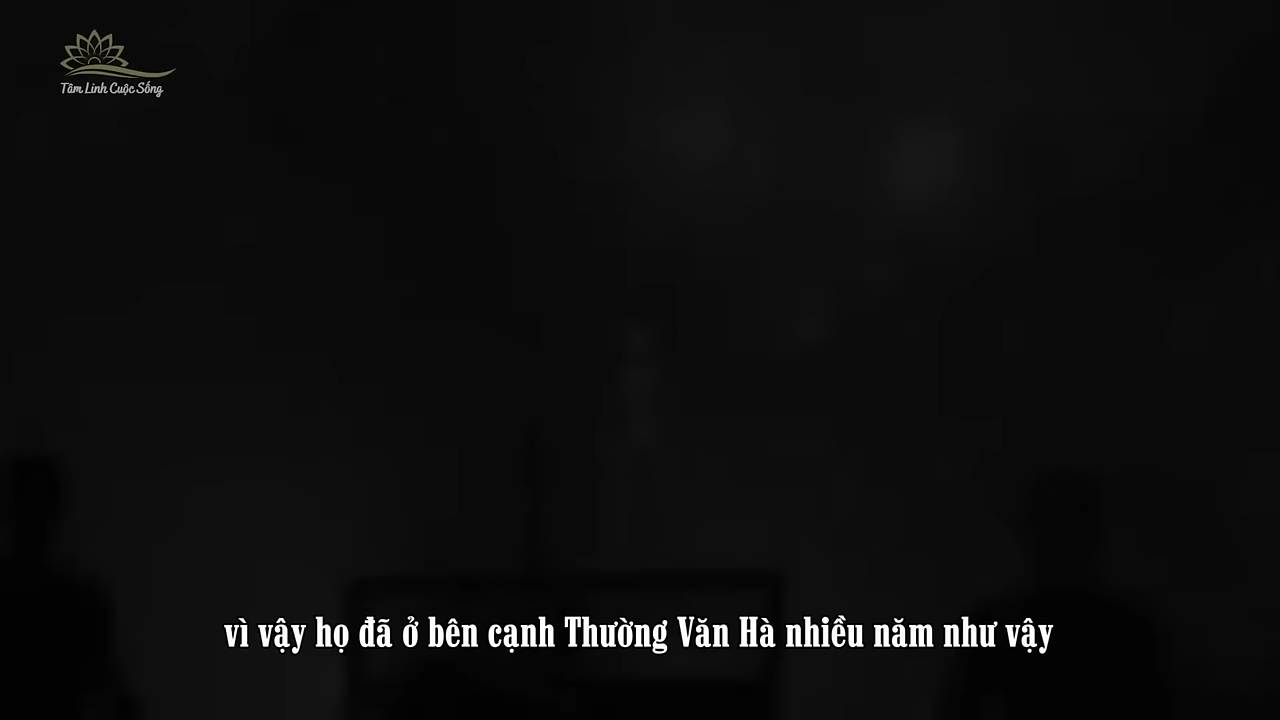 Tâm Linh Cuộc Sống
vì vậy họ đã ở bên cạnh Thường Văn Hà nhiều năm như vậy